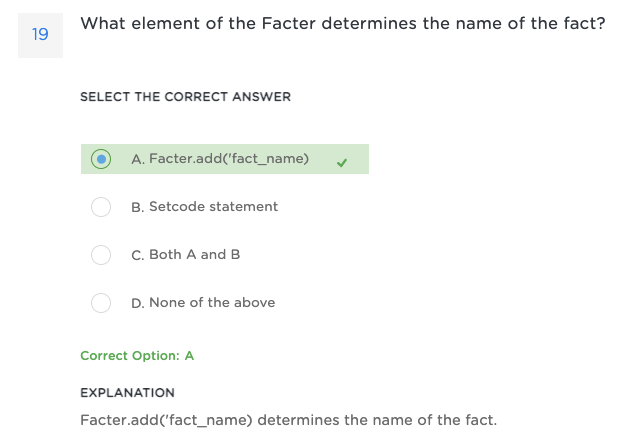 19
What element of the Facter determines the name of the fact?
SELECT THE CORRECT ANSWER
A. Facter.add('fact_name)
B. Setcode statement
C. Both A and B
D. None of the above
Correct Option: A
EXPLANATION
Facter.add('fact_name) determines the name of the fact.